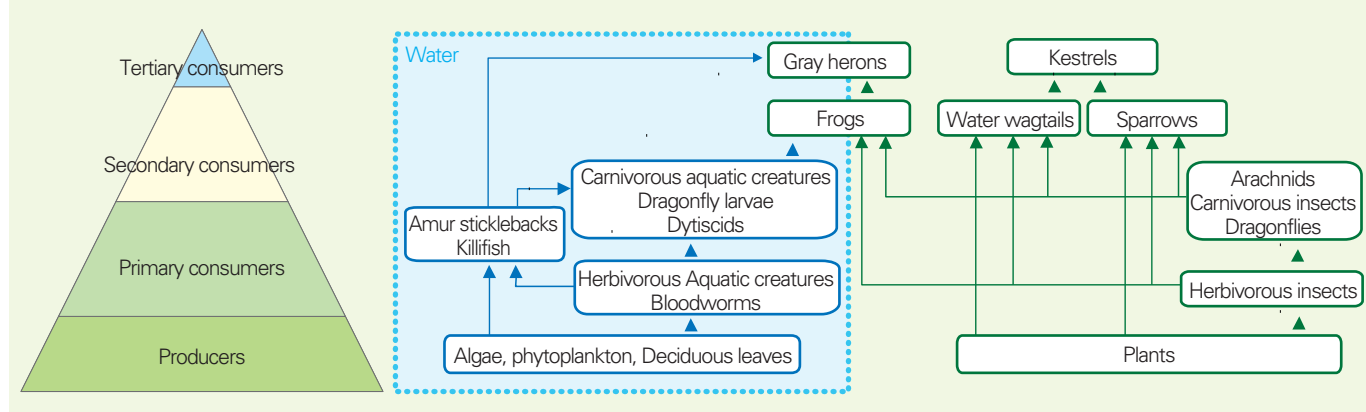 Tertiary consumers
Secondary consumers
Primary consumers
Producers
Water
Gray herons
Frogs
Carnivorous aquatic creatures
Dragonfly larvae
Dytiscids
Amur sticklebacks
Killifish
Herbivorous Aquatic creatures
Bloodworms
Algae, phytoplankton, Deciduous leaves
Kestrels
Water wagtails
Sparrows
Arachnids
Carnivorous insects
Dragonflies
Herbivorous insects
Plants